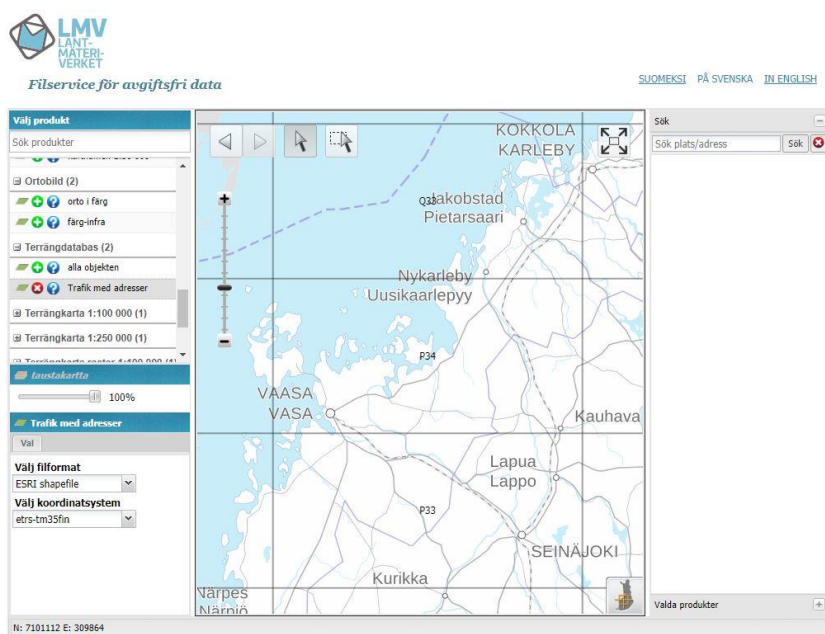 LMV
LANT-
MÄTERI-
VERKET
Filservice för avgiftsfri data
SUOMEKSI PÅ SVENSKA IN ENGLISH
Välj produkt
Sök produkter
Ortobild (2)
orto i färg
färg-infra
Terrängdatabas (2)
alla objekten
Trafik med adresser
Terrängkarta 1:100 000 (1)
Terrängkarta 1:250 000 (1)
taustakartta
100%
Trafik med adresser
Val
Välj filformat
ESRI shapefile
Välj koordinatsystem
etrs-tm35fin
N: 7101112 E: 309864
KOKKOLA
KARLEBY
Jakobstad
Pietarsaari
Nykarleby
Uusikaarlepyy
P34
VAASA
VASA
Kauhava
Lapua
Lappo
P33
SEINÄJOKI
Kurikka
Närpes
Närpiö
Sök
Sök plats/adress
Sök
Valda produkter